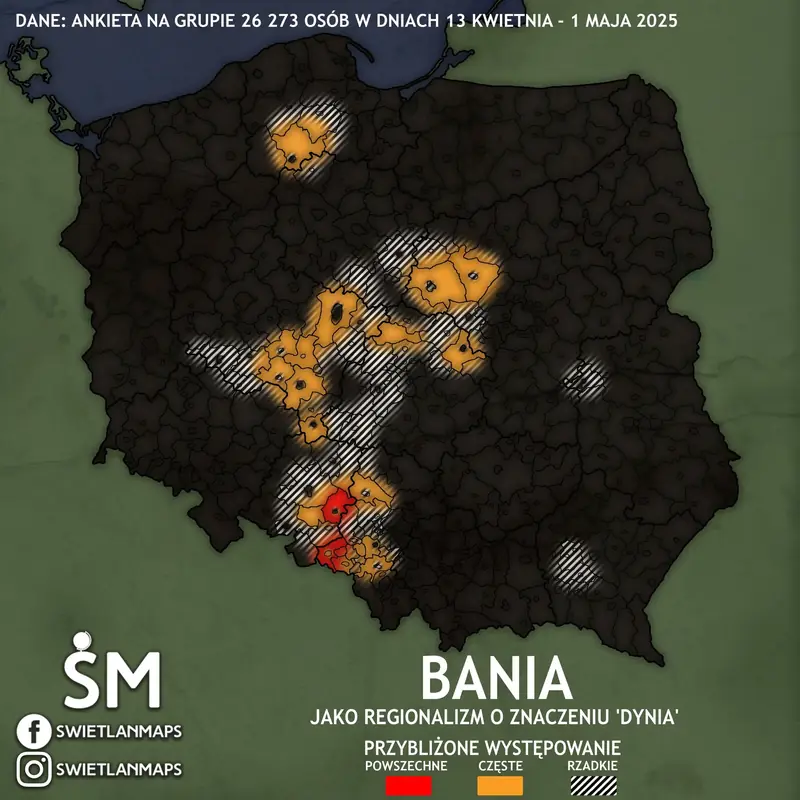 DANE: ANKIETA NA GRUPIE 26 273 OSÓB W DNIACH 13 KWIETNIA - 1 MAJA 2025
ŚM
SWIETLANMAPS
SWIETLANMAPS
BANIA
JAKO REGIONALIZM O ZNACZENIU 'DYNIA'
PRZYBLIŻONE WYSTĘPOWANIE
POWSZECHNE CZĘSTE RZADKIE